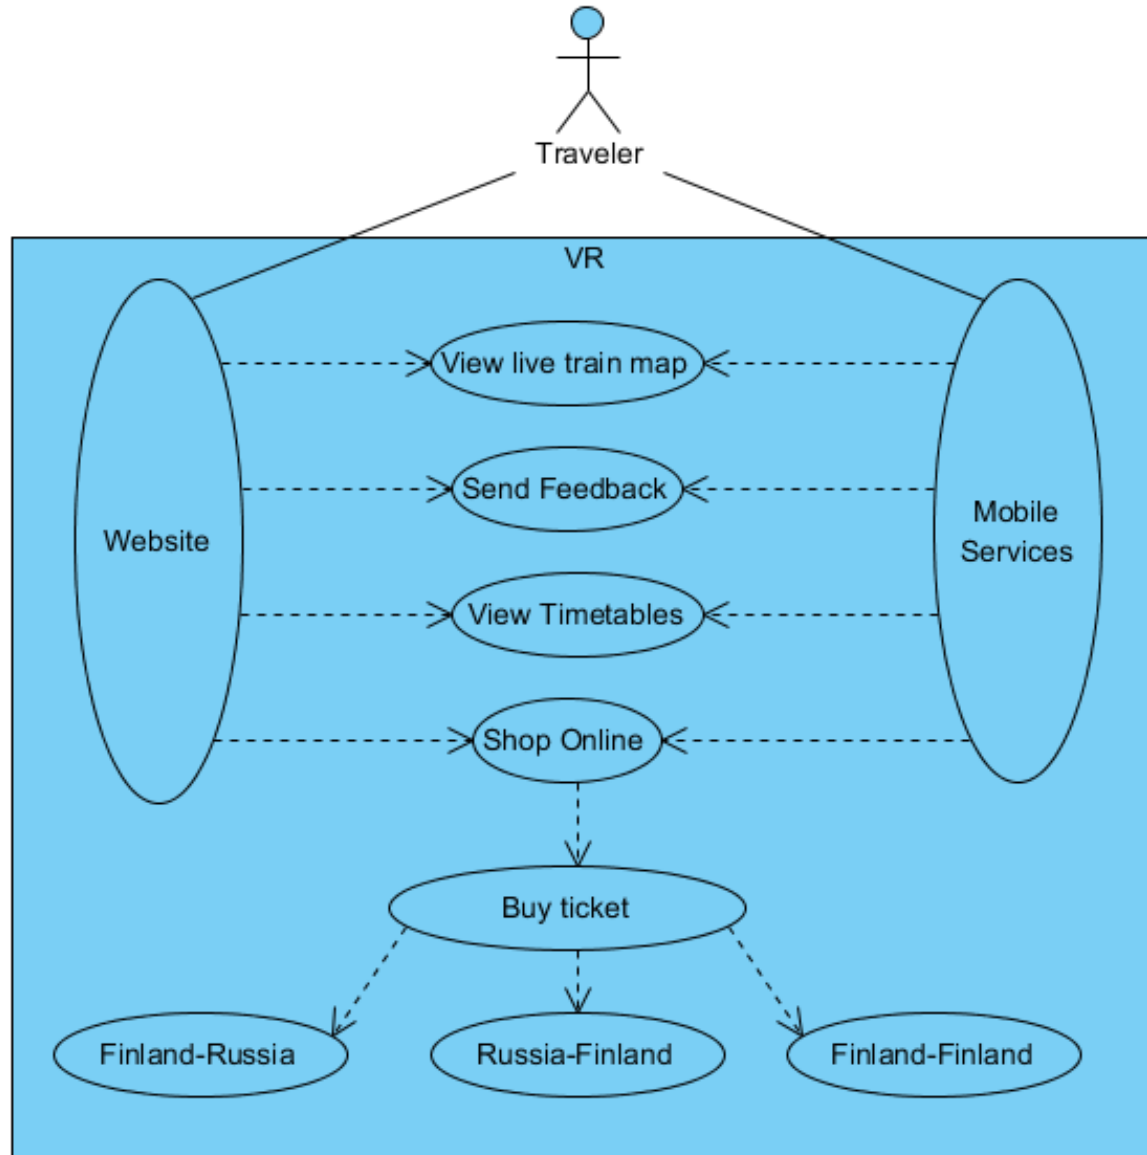 Traveler
VR
View live train map
Send Feedback
Website
Mobile
Services
View Timetables
Shop Online
Buy ticket
Finland-Russia
Russia-Finland
Finland-Finland